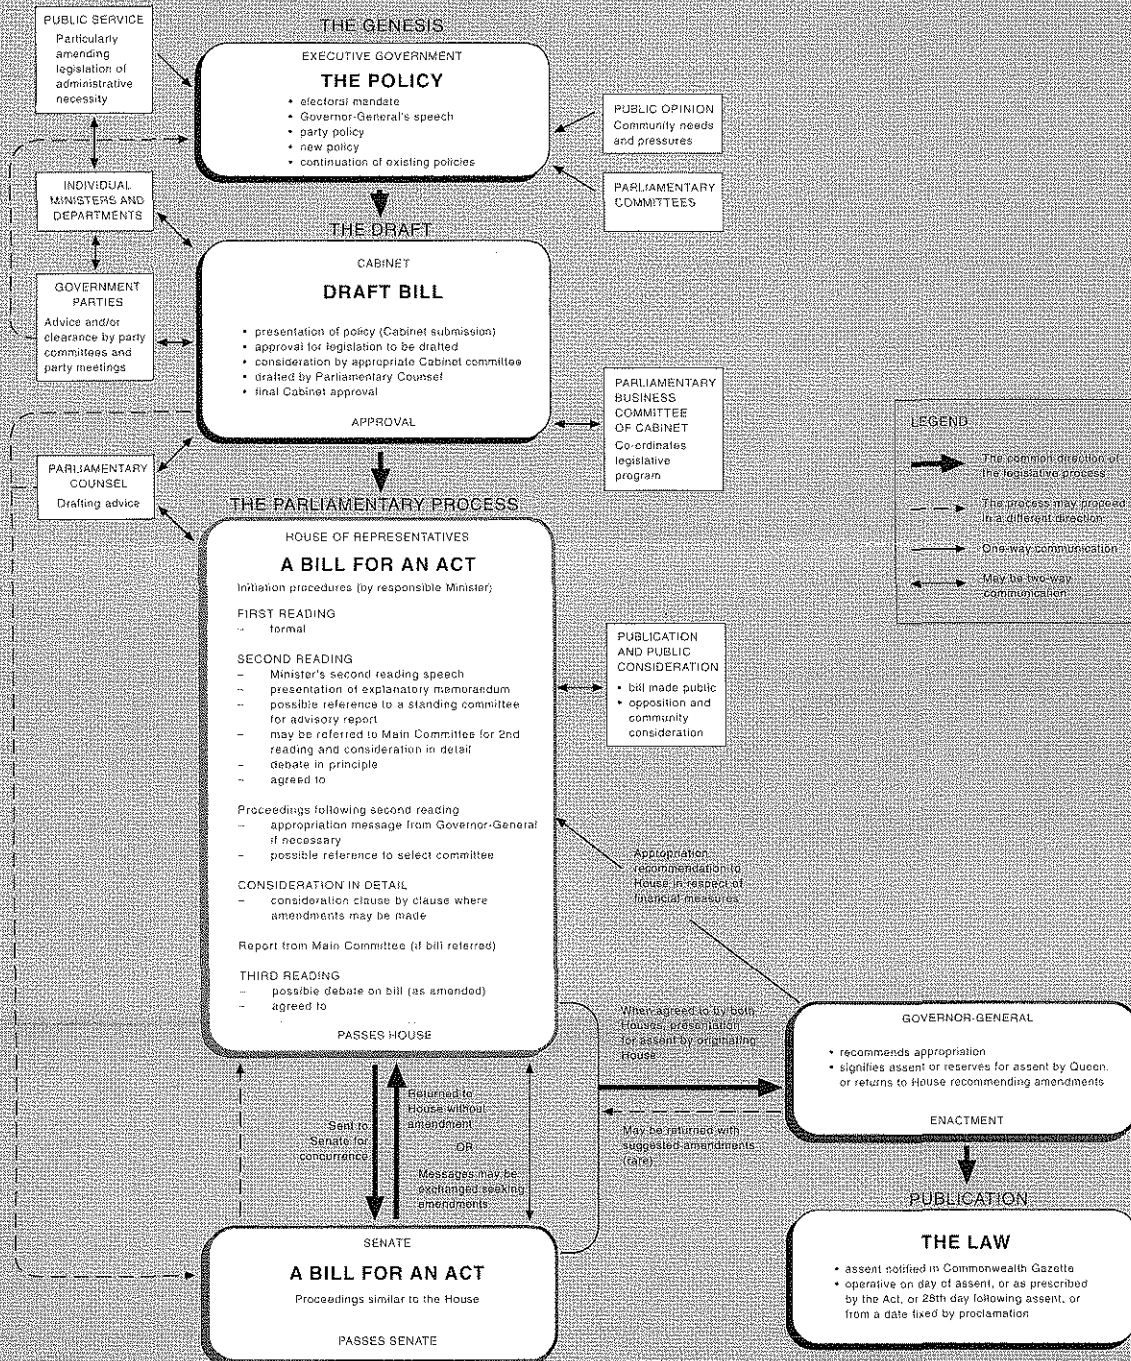 PUBLIC SERVICE
Particularly
amending
legislation of
administrative
necessity
THE GENESIS
EXECUTIVE GOVERNMENT
THE POLICY
• electoral mandate
• Governor-General's speech
• party policy
• new policy
• continuation of existing policies
PUBLIC OPINION
Community needs
and pressures
PARLIAMENTARY
COMMITTEES
INDIVIDUAL
MINISTERS AND
DEPARTMENTS
GOVERNMENT
PARTIES
Advice and/or
clearance by party
committees and
party meetings
THE DRAFT
CABINET
DRAFT BILL
• presentation of policy (Cabinet submission)
• approval for legislation to be drafted
• consideration by appropriate Cabinet committee
• drafted by Parliamentary Counsel
• final Cabinet approval
APPROVAL
PARLIAMENTARY
BUSINESS
COMMITTEE
OF CABINET
Co-ordinates
legislative
program
LEGEND
The common direction of
the legislative process
The process may proceed
in a different direction
One-way communication
May be two-way
communication
PARLIAMENTARY
COUNSEL
Drafting advice
THE PARLIAMENTARY PROCESS
HOUSE OF REPRESENTATIVES
A BILL FOR AN ACT
Initiation procedures (by responsible Minister)
FIRST READING
– formal
SECOND READING
– Minister's second reading speech
– presentation of explanatory memorandum
– possible reference to a standing committee
for advisory report
– may be referred to Main Committee for 2nd
reading and consideration in detail
– debate in principle
– agreed to
Proceedings following second reading
– appropriation message from Governor-General
if necessary
– possible reference to select committee
CONSIDERATION IN DETAIL
– consideration clause by clause where
amendments may be made
Report from Main Committee (if bill referred)
THIRD READING
– possible debate on bill (as amended)
– agreed to
PASSES HOUSE
PUBLICATION
AND PUBLIC
CONSIDERATION
• bill made public
• opposition and
community
consideration
Appropriation
recommendation to
House in respect of
financial measures
When agreed to by both
Houses, presentation
for assent by originating
House
GOVERNOR-GENERAL
• recommends appropriation
• signifies assent or reserves for assent by Queen,
or returns to House recommending amendments
ENACTMENT
May be returned with
suggested amendments
(rare)
Sent to
Senate for
concurrence
Returned to
House without
amendment
OR
Messages may be
exchanged seeking
amendments
SENATE
A BILL FOR AN ACT
Proceedings similar to the House
PASSES SENATE
PUBLICATION
THE LAW
• assent notified in Commonwealth Gazette
• operative on day of assent, or as prescribed
by the Act, or 28th day following assent, or
from a date fixed by proclamation